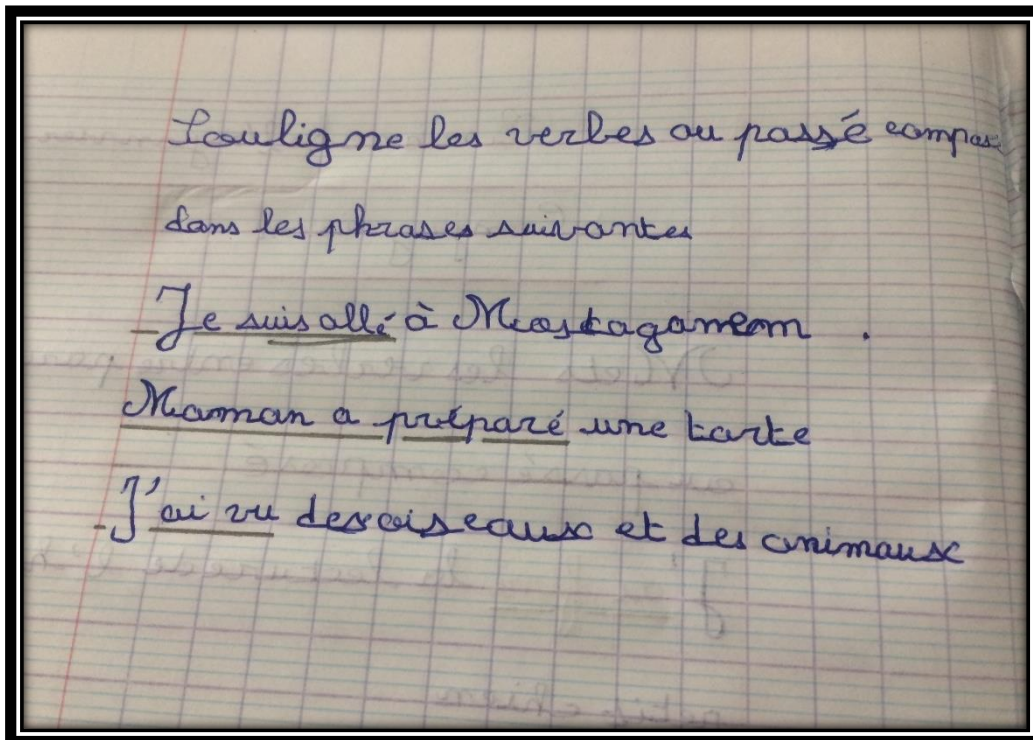 Souligne les verbes au passé compos
dans les phrases suivantes
- Je suis allé à Mostaganem .
Maman a préparé une tarte
- J'ai vu des oiseaux et des animaux